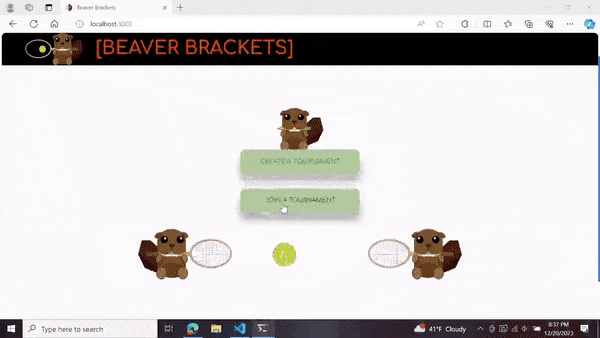 Beaver Brackets
localhost:3000
[BEAVER BRACKETS]
CREATE A TOURNAMENT
JOIN A TOURNAMENT
Type here to search
41°F Cloudy
8:37 PM
12/20/2023